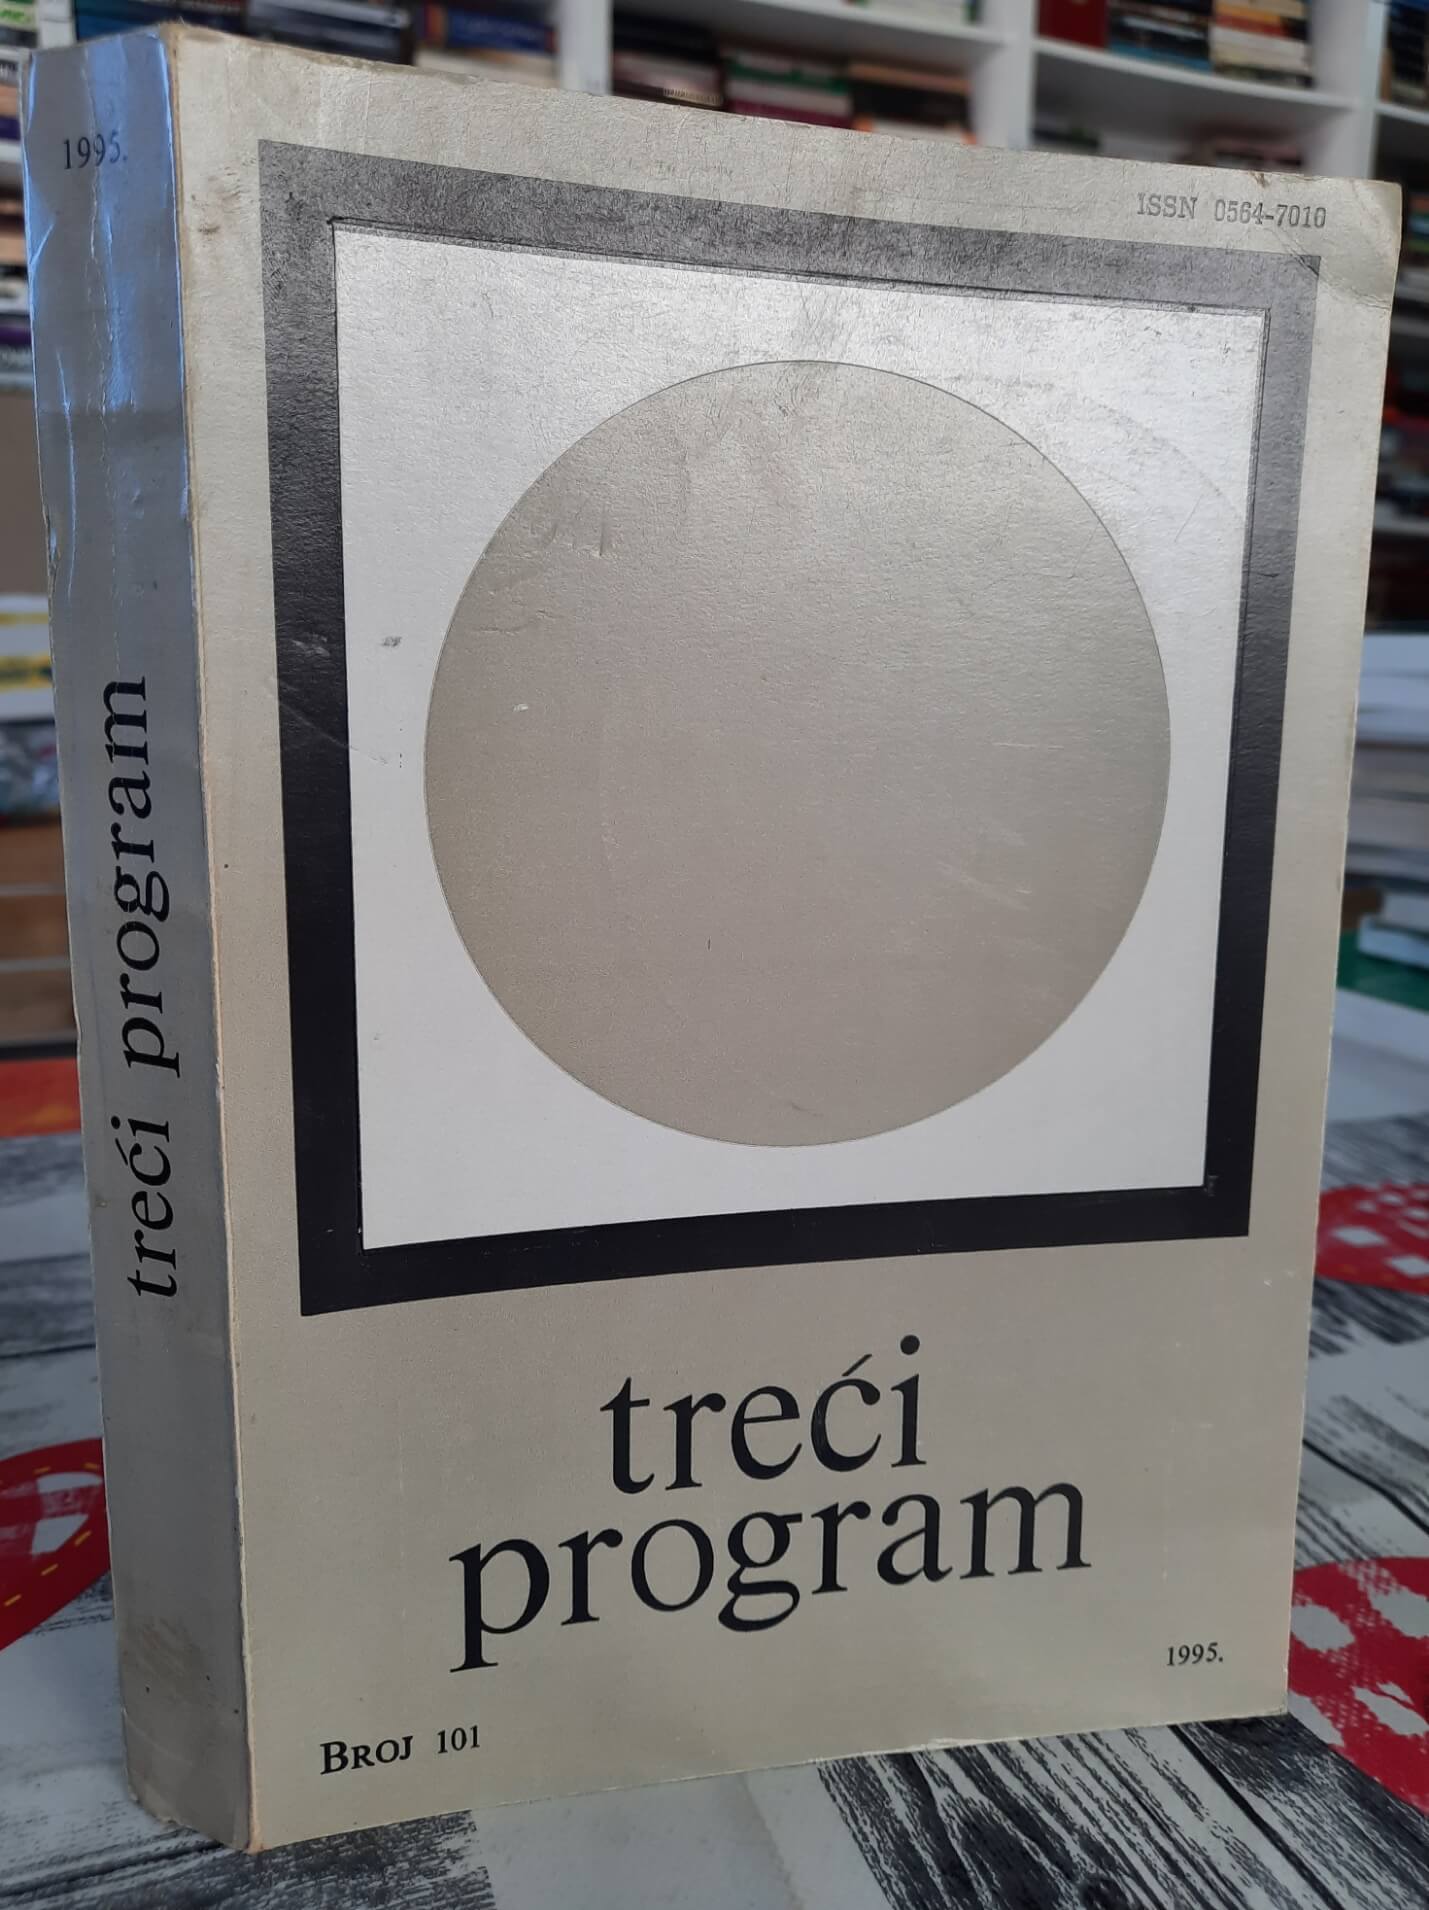 1995.
treći program
ISSN 0564-7010
treći
program
1995.
BROJ 101